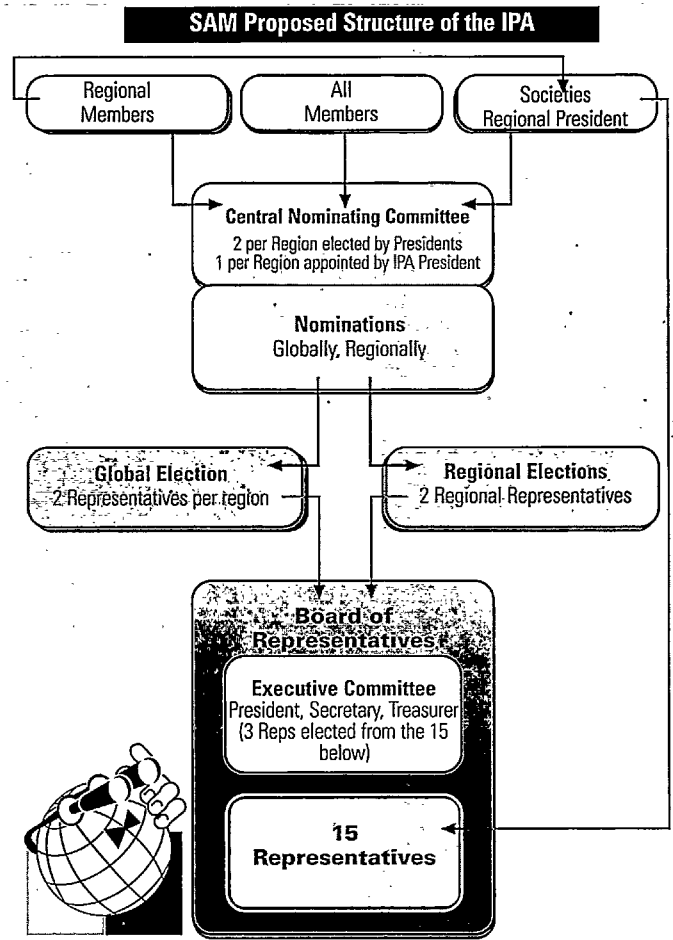 SAM Proposed Structure of the IPA
Regional
Members
All
Members
Societies
Regional President
Central Nominating Committee
2 per Region elected by Presidents
1 per Region appointed by IPA President
Nominations
Globally, Regionally
Global Election
2 Representatives per region
Regional Elections
2 Regional Representatives
Board of
Representatives
Executive Committee
President, Secretary, Treasurer
(3 Reps elected from the 15
below)
15
Representatives